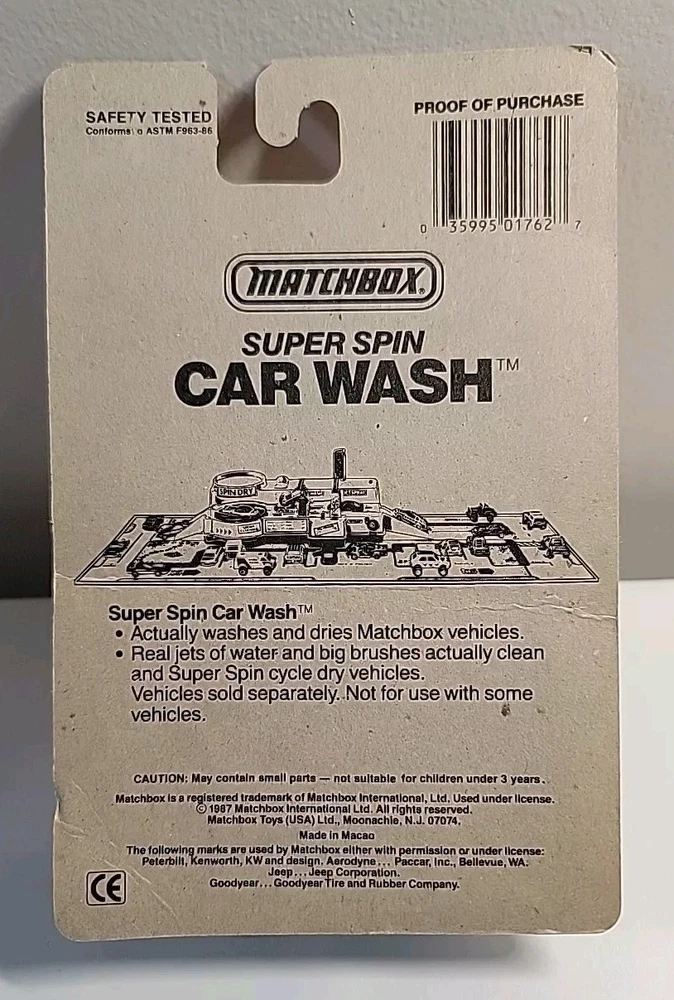 SAFETY TESTED
Conforms to ASTM F963-86
PROOF OF PURCHASE
0 35995 01762 7
MATCHBOX®
SUPER SPIN
CAR WASH™
SPIN DRY
Super Spin Car Wash™
• Actually washes and dries Matchbox vehicles.
• Real jets of water and big brushes actually clean
and Super Spin cycle dry vehicles.
Vehicles sold separately. Not for use with some
vehicles.
CAUTION: May contain small parts — not suitable for children under 3 years.
Matchbox is a registered trademark of Matchbox International, Ltd. Used under license.
© 1987 Matchbox International Ltd. All rights reserved.
Matchbox Toys (USA) Ltd., Moonachie, N.J. 07074.
Made in Macao
The following marks are used by Matchbox either with permission or under license:
Peterbilt, Kenworth, KW and design. Aerodyne... Paccar, Inc., Bellevue, WA.
Jeep...Jeep Corporation.
Goodyear...Goodyear Tire and Rubber Company.
CE